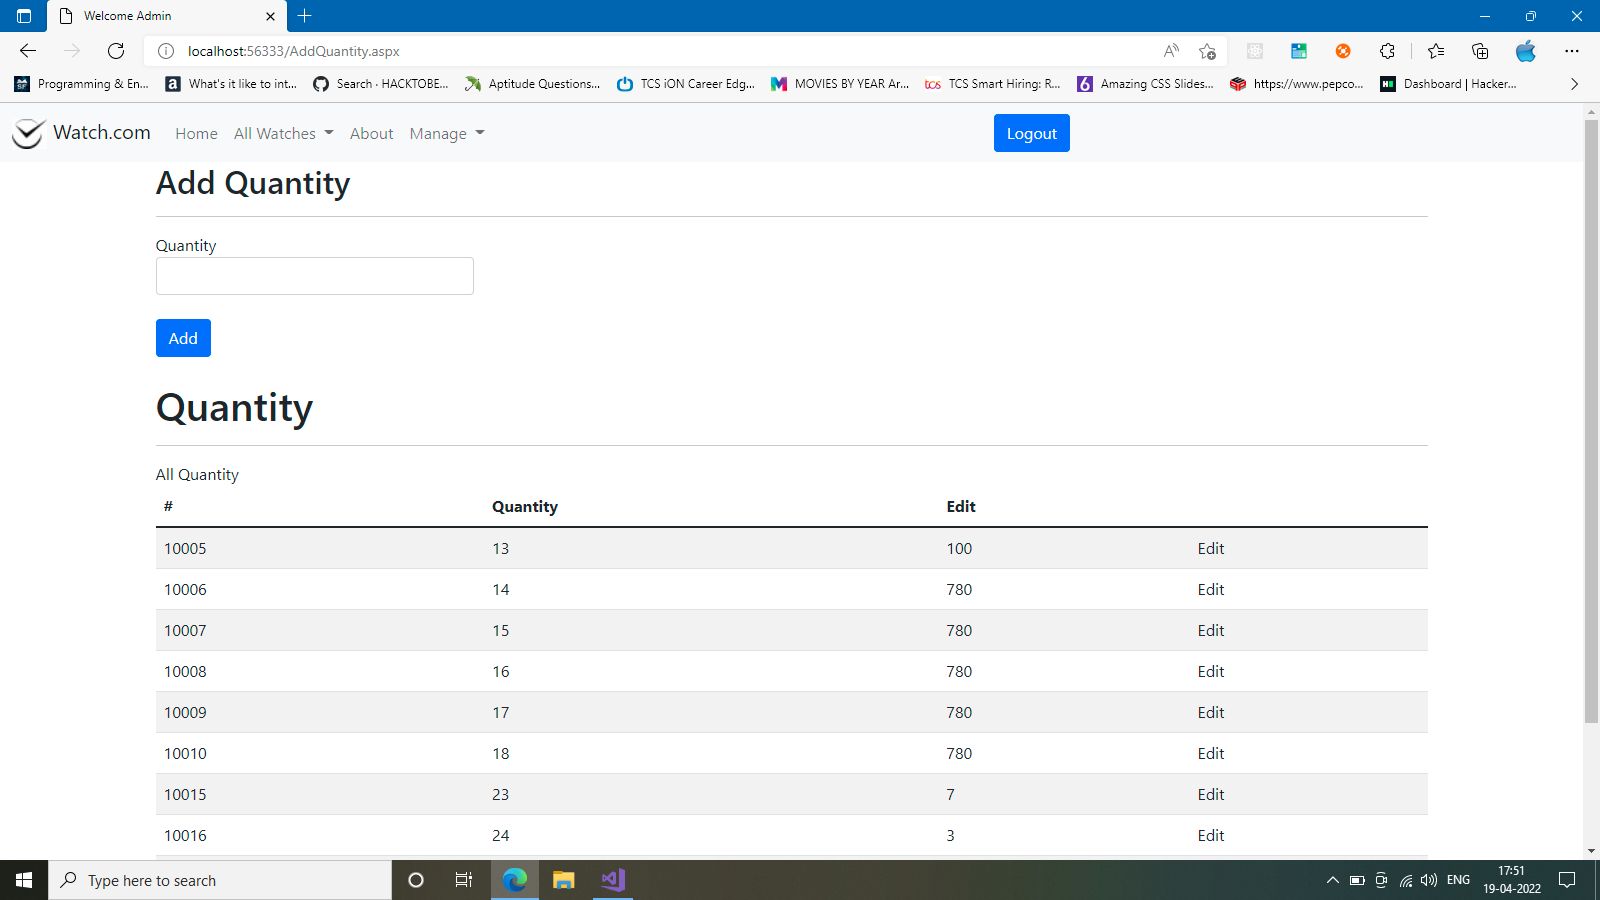 Welcome Admin
localhost:56333/AddQuantity.aspx
Programming & En... What's it like to int... Search · HACKTOBE... Aptitude Questions... TCS iON Career Edg... MOVIES BY YEAR Ar... TCS Smart Hiring: R... Amazing CSS Slides... https://www.pepco... Dashboard | Hacker...
Watch.com Home All Watches About Manage Logout
Add Quantity
Quantity
Add
Quantity
All Quantity
# Quantity Edit
10005 13 100 Edit
10006 14 780 Edit
10007 15 780 Edit
10008 16 780 Edit
10009 17 780 Edit
10010 18 780 Edit
10015 23 7 Edit
10016 24 3 Edit
Type here to search
ENG
17:51
19-04-2022